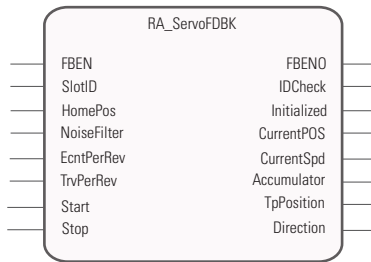 RA_ServoFDBK
FBEN FBENO
SlotID IDCheck
HomePos Initialized
NoiseFilter CurrentPOS
EcntPerRev CurrentSpd
TrvPerRev Accumulator
Start TpPosition
Stop Direction